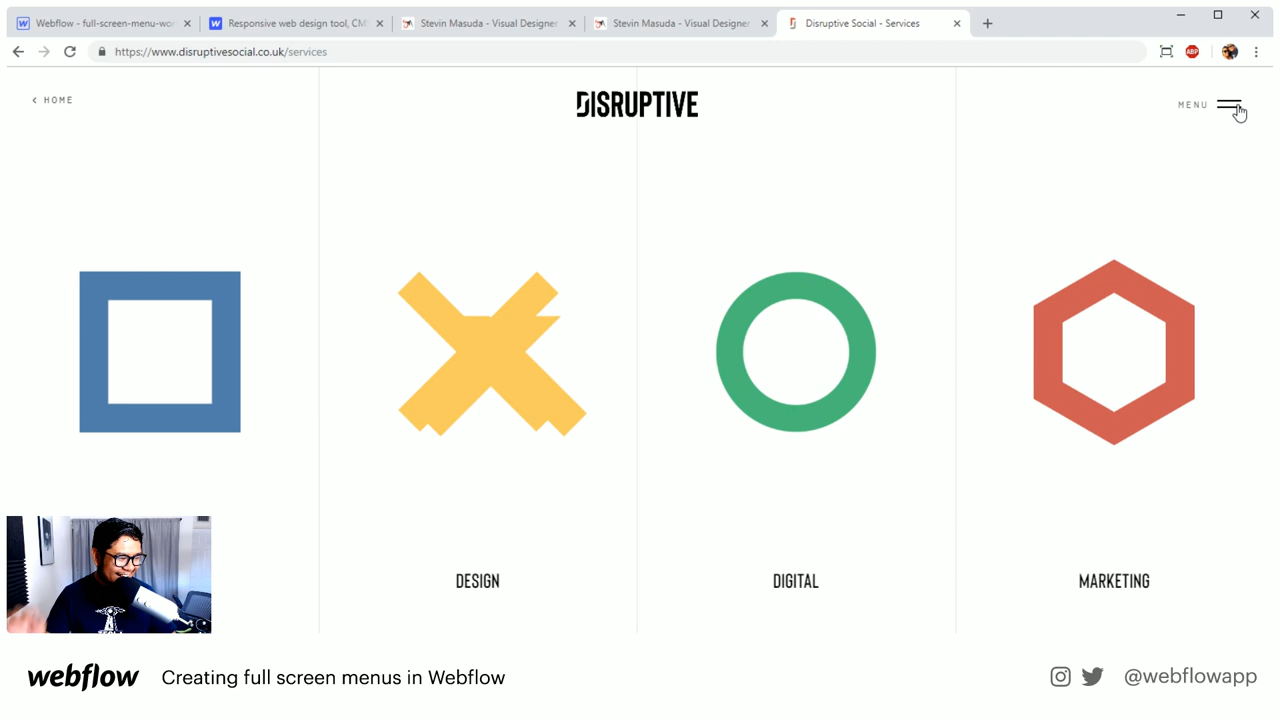 Webflow - full-screen-menu-wo
Responsive web design tool, CM
Stevin Masuda - Visual Designer
Stevin Masuda - Visual Designer
Disruptive Social - Services
https://www.disruptivesocial.co.uk/services
ABP
< HOME
DISRUPTIVE
MENU
DESIGN
DIGITAL
MARKETING
webflow
Creating full screen menus in Webflow
@webflowapp